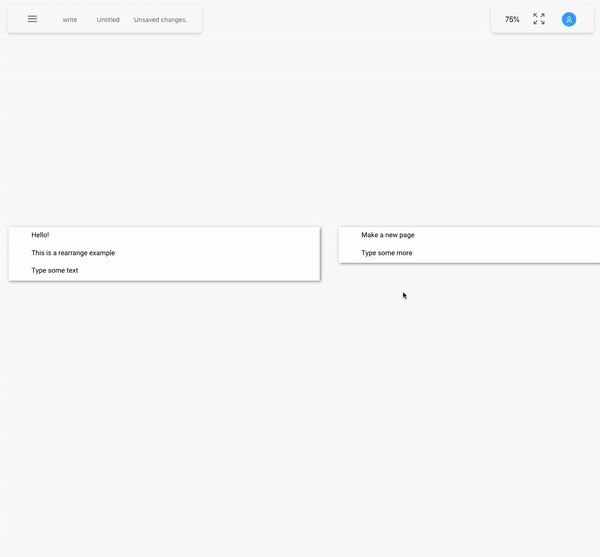 write Untitled Unsaved changes. 75%
Hello!
This is a rearrange example
Type some text
Make a new page
Type some more